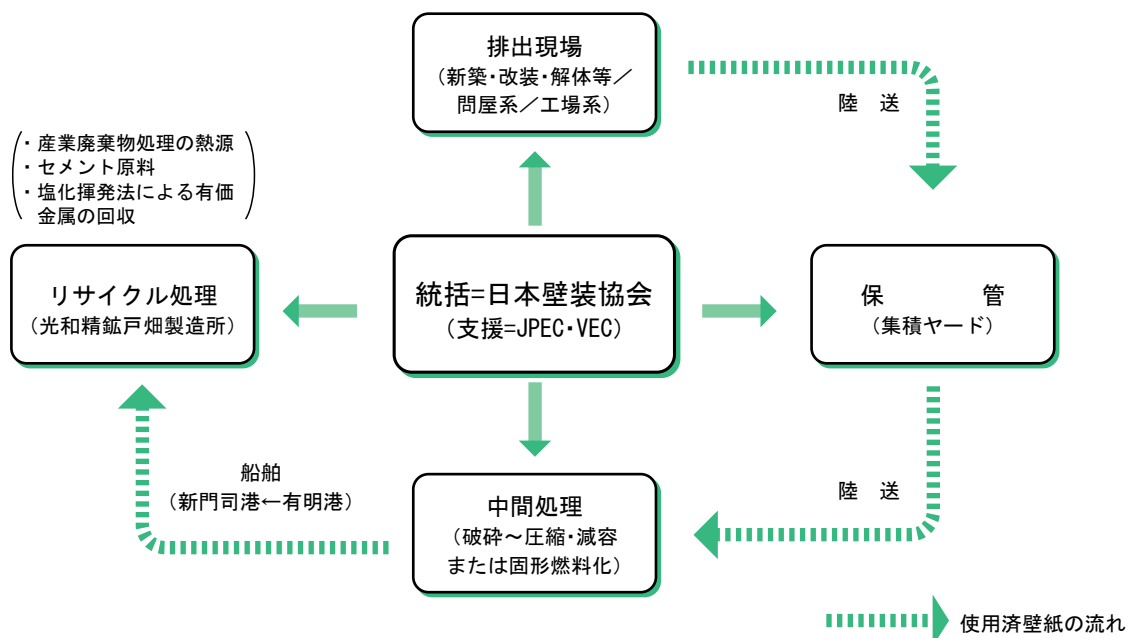 排出現場
（新築・改装・解体等／
問屋系／工場系）
陸　送
・産業廃棄物処理の熱源
・セメント原料
・塩化揮発法による有価
金属の回収
リサイクル処理
（光和精鉱戸畑製造所）
統括=日本壁装協会
（支援=JPEC・VEC）
保　　　管
（集積ヤード）
船舶
（新門司港←有明港）
中間処理
（破砕～圧縮・減容
または固形燃料化）
陸　送
使用済壁紙の流れ